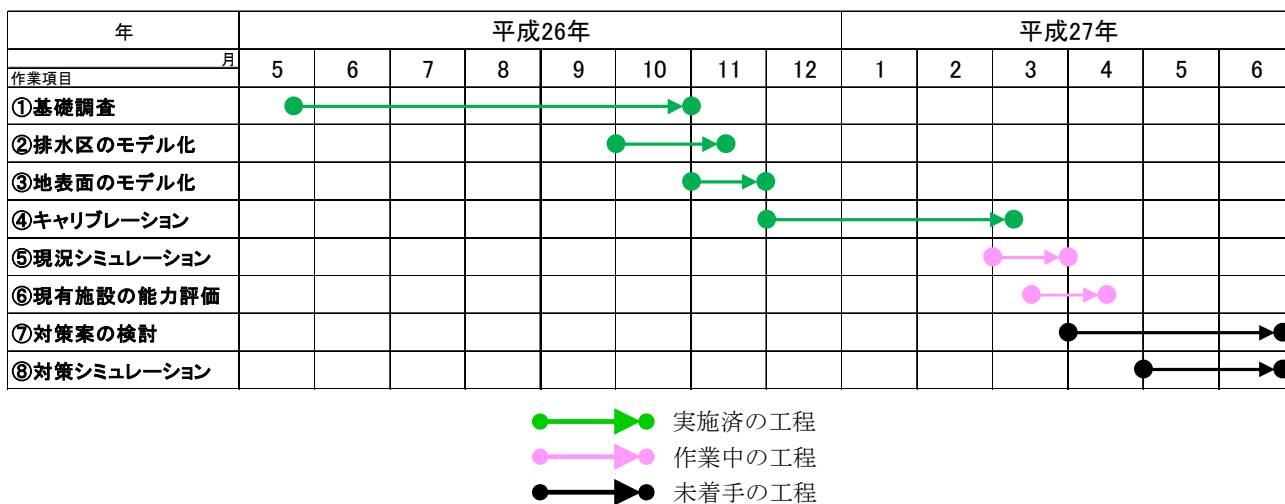 年 平成26年 平成27年
月
作業項目
5 6 7 8 9 10 11 12 1 2 3 4 5 6
①基礎調査
②排水区のモデル化
③地表面のモデル化
④キャリブレーション
⑤現況シミュレーション
⑥現有施設の能力評価
⑦対策案の検討
⑧対策シミュレーション
実施済の工程
作業中の工程
未着手の工程